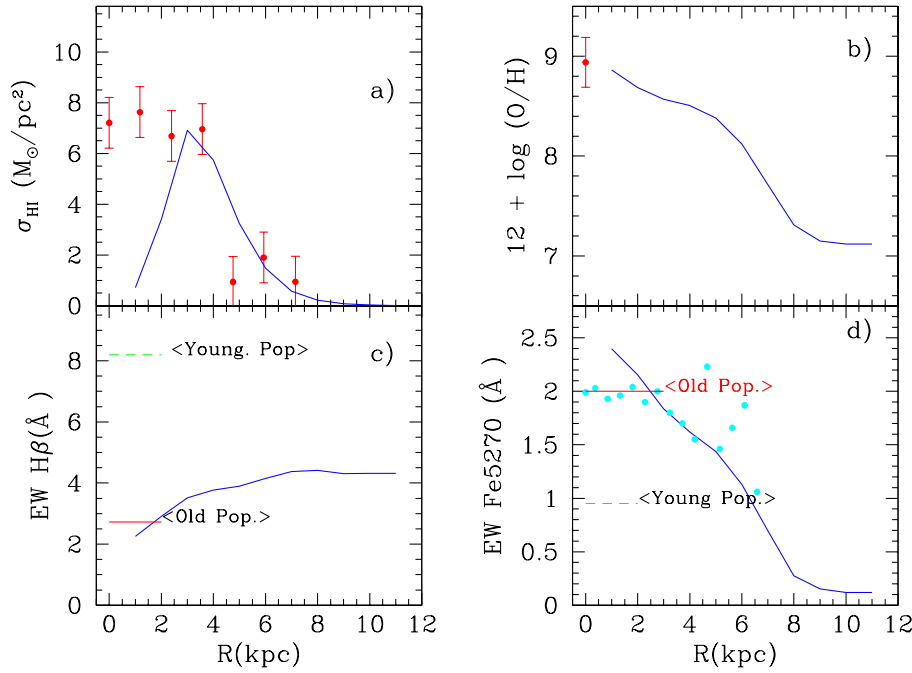 10
8
6
4
2
0
σHI (M⊙/pc²)
a)
9
8
7
12 + log (O/H)
b)
8
6
4
2
0
EW Hβ(Å )
<Young. Pop>
c)
<Old Pop.>
0 2 4 6 8 10 12
R(kpc)
2.5
2
1.5
1
0.5
0
EW Fe5270 (Å )
d)
<Old Pop.>
<Young Pop.>
0 2 4 6 8 10 12
R(kpc)